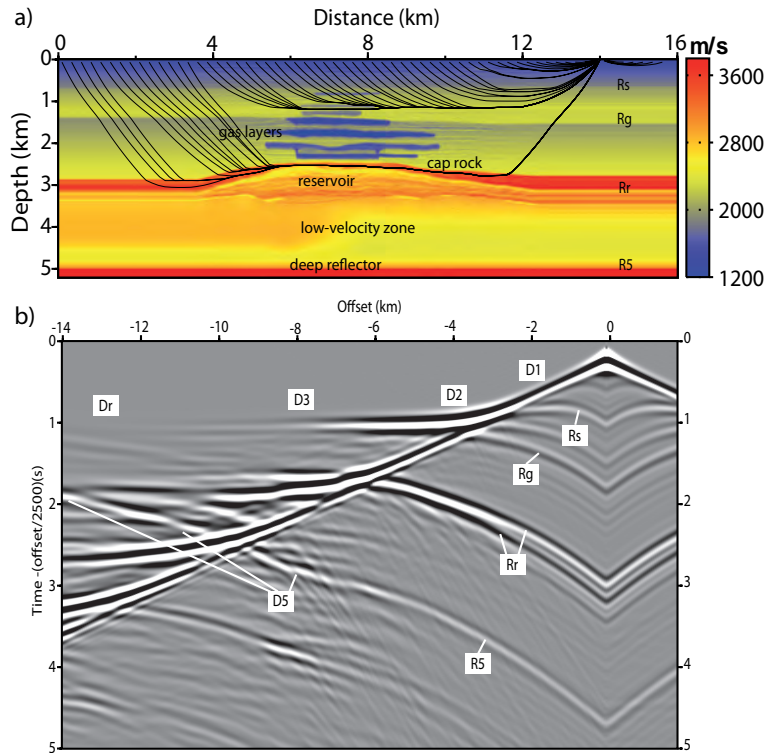 a)
Distance (km)
0 4 8 12 16
m/s
Depth (km)
0
1
2
3
4
5
gas layers
cap rock
reservoir
low-velocity zone
deep reflector
Rs
Rg
Rr
R5
3600
2800
2000
1200
b)
Offset (km)
-14 -12 -10 -8 -6 -4 -2 0
Time -(offset/2500)(s)
0
1
2
3
4
5
0
1
2
3
4
5
Dr
D3
D2
D1
Rs
Rg
Rr
D5
R5